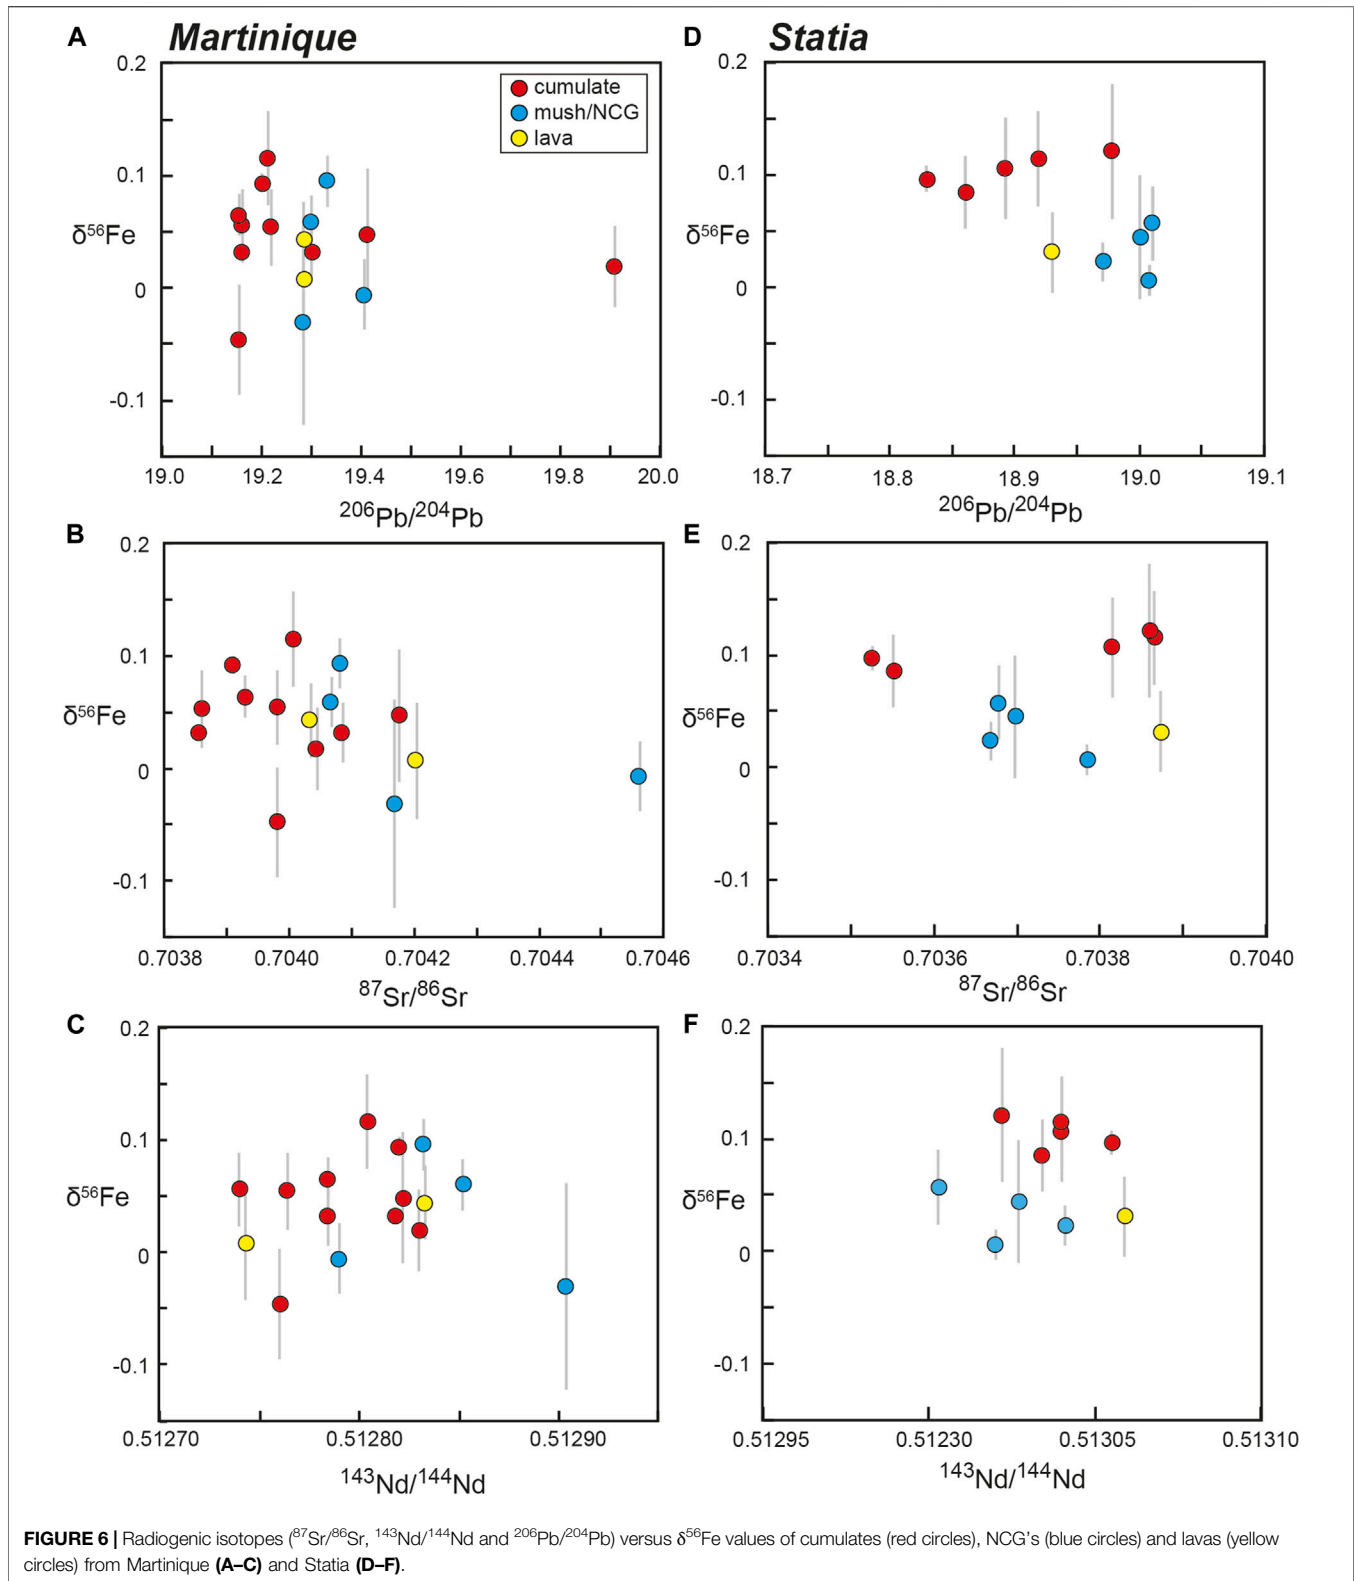 A Martinique
0.2
0.1
0
-0.1
δ⁵⁶Fe
cumulate
mush/NCG
lava
19.0 19.2 19.4 19.6 19.8 20.0
²⁰⁶Pb/²⁰⁴Pb
D Statia
0.2
0.1
0
-0.1
δ⁵⁶Fe
18.7 18.8 18.9 19.0 19.1
²⁰⁶Pb/²⁰⁴Pb
B
0.2
0.1
0
-0.1
δ⁵⁶Fe
0.7038 0.7040 0.7042 0.7044 0.7046
⁸⁷Sr/⁸⁶Sr
E
0.2
0.1
0
-0.1
δ⁵⁶Fe
0.7034 0.7036 0.7038 0.7040
⁸⁷Sr/⁸⁶Sr
C
0.2
0.1
0
-0.1
δ⁵⁶Fe
0.51270 0.51280 0.51290
¹⁴³Nd/¹⁴⁴Nd
F
0.2
0.1
0
-0.1
δ⁵⁶Fe
0.51295 0.51230 0.51305 0.51310
¹⁴³Nd/¹⁴⁴Nd
FIGURE 6 | Radiogenic isotopes (⁸⁷Sr/⁸⁶Sr, ¹⁴³Nd/¹⁴⁴Nd and ²⁰⁶Pb/²⁰⁴Pb) versus δ⁵⁶Fe values of cumulates (red circles), NCG's (blue circles) and lavas (yellow
circles) from Martinique (A–C) and Statia (D–F).